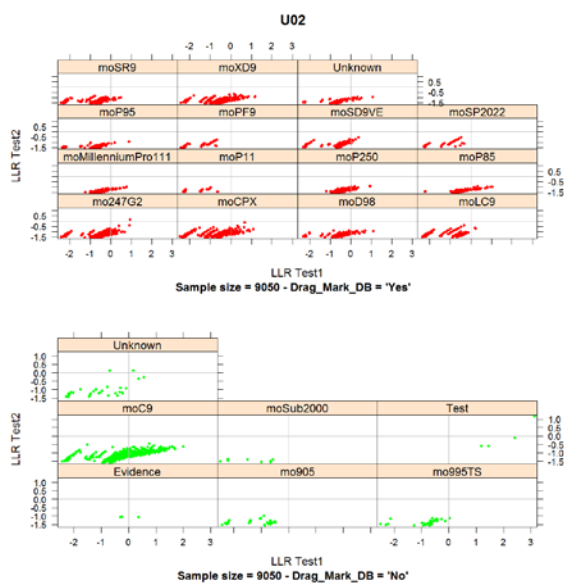 U02
-2 -1 0 1 2 3
-2 -1 0 1 2 3
moSR9 moXD9 Unknown
0.5
-0.5
-1.5
moP95 moPF9 moSD9VE moSP2022
0.5
-0.5
-1.5
moMillenniumPro111 moP11 moP250 moP85
0.5
-0.5
-1.5
mo247G2 moCPX moD98 moLC9
0.5
-0.5
-1.5
-2 -1 0 1 2 3
-2 -1 0 1 2 3
LLR Test2
LLR Test1
Sample size = 9050 - Drag_Mark_DB = 'Yes'
Unknown
1.0
0.5
0.0
-0.5
-1.0
-1.5
moC9 moSub2000 Test
1.0
0.5
0.0
-0.5
-1.0
-1.5
Evidence mo905 mo995TS
1.0
0.5
0.0
-0.5
-1.0
-1.5
-2 -1 0 1 2 3
-2 -1 0 1 2 3
LLR Test2
LLR Test1
Sample size = 9050 - Drag_Mark_DB = 'No'